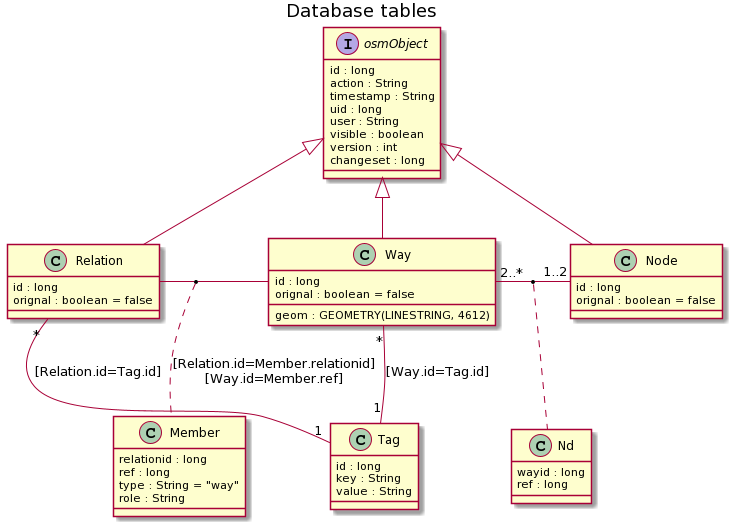 Database tables
I osmObject
id : long
action : String
timestamp : String
uid : long
user : String
visible : boolean
version : int
changeset : long
C Relation
id : long
orignal : boolean = false
C Way
id : long
orignal : boolean = false
geom : GEOMETRY(LINESTRING, 4612)
2..*
1..2
C Node
id : long
orignal : boolean = false
*
*
[Relation.id=Tag.id]
[Relation.id=Member.relationid]
[Way.id=Member.ref]
[Way.id=Tag.id]
1
1
C Member
relationid : long
ref : long
type : String = "way"
role : String
C Tag
id : long
key : String
value : String
C Nd
wayid : long
ref : long